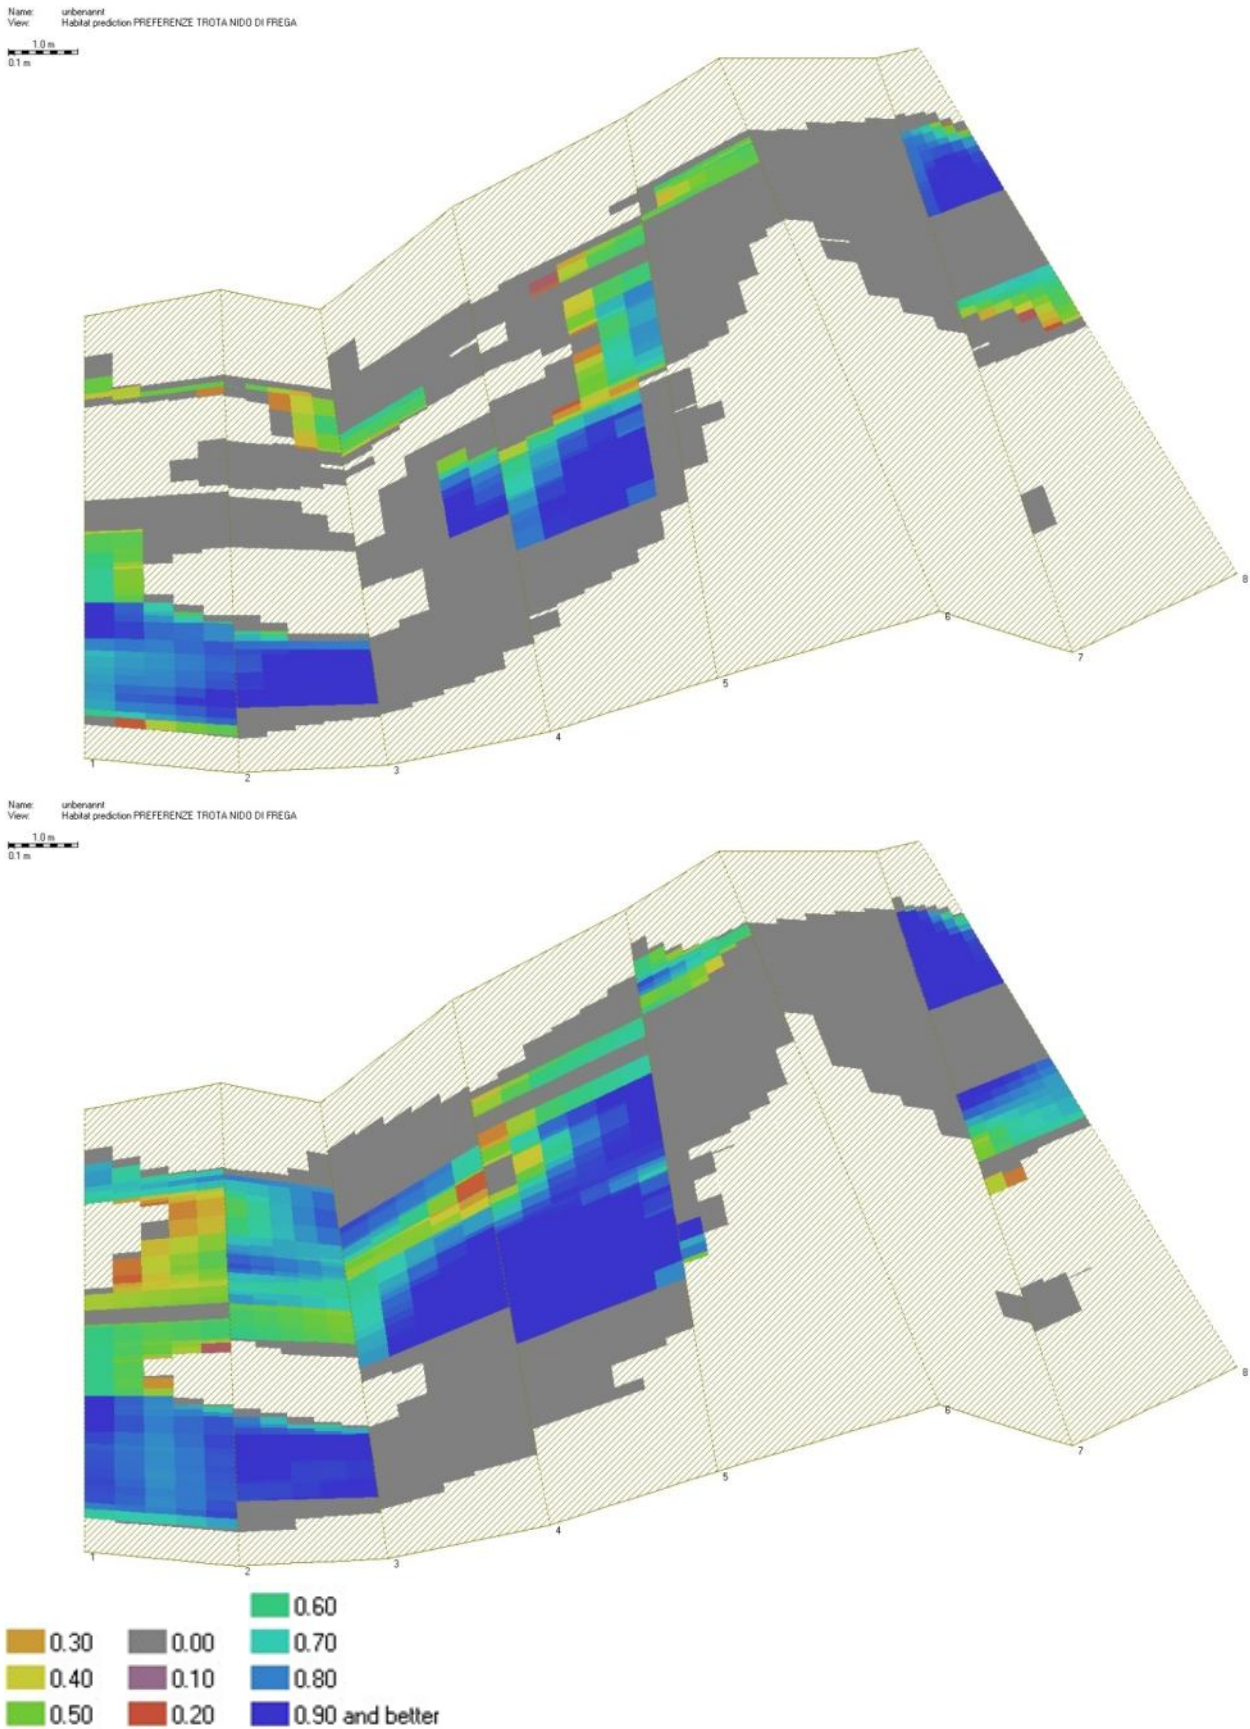 Name: unbenannt
View: Habitat prediction PREFERENZE TROTA NIDO DI FREGA
1.0 m
0.1 m
8
6
7
5
4
3
1
2
Name: unbenannt
View: Habitat prediction PREFERENZE TROTA NIDO DI FREGA
1.0 m
0.1 m
8
6
7
5
4
1
3
2
0.60
0.30 0.00 0.70
0.40 0.10 0.80
0.50 0.20 0.90 and better